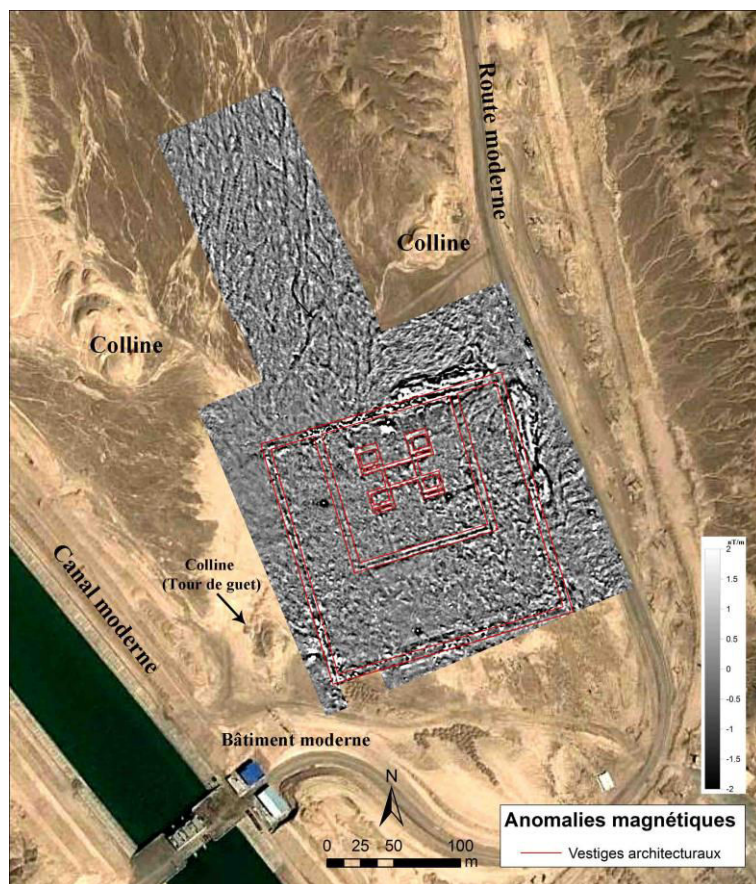 Route moderne
Colline
Colline
Canal moderne
Colline
(Tour de guet)
Bâtiment moderne
N
0 25 50 100
m
nT/m
2
1.5
1
0.5
0
-0.5
-1
-1.5
-2
Anomalies magnétiques
Vestiges architecturaux